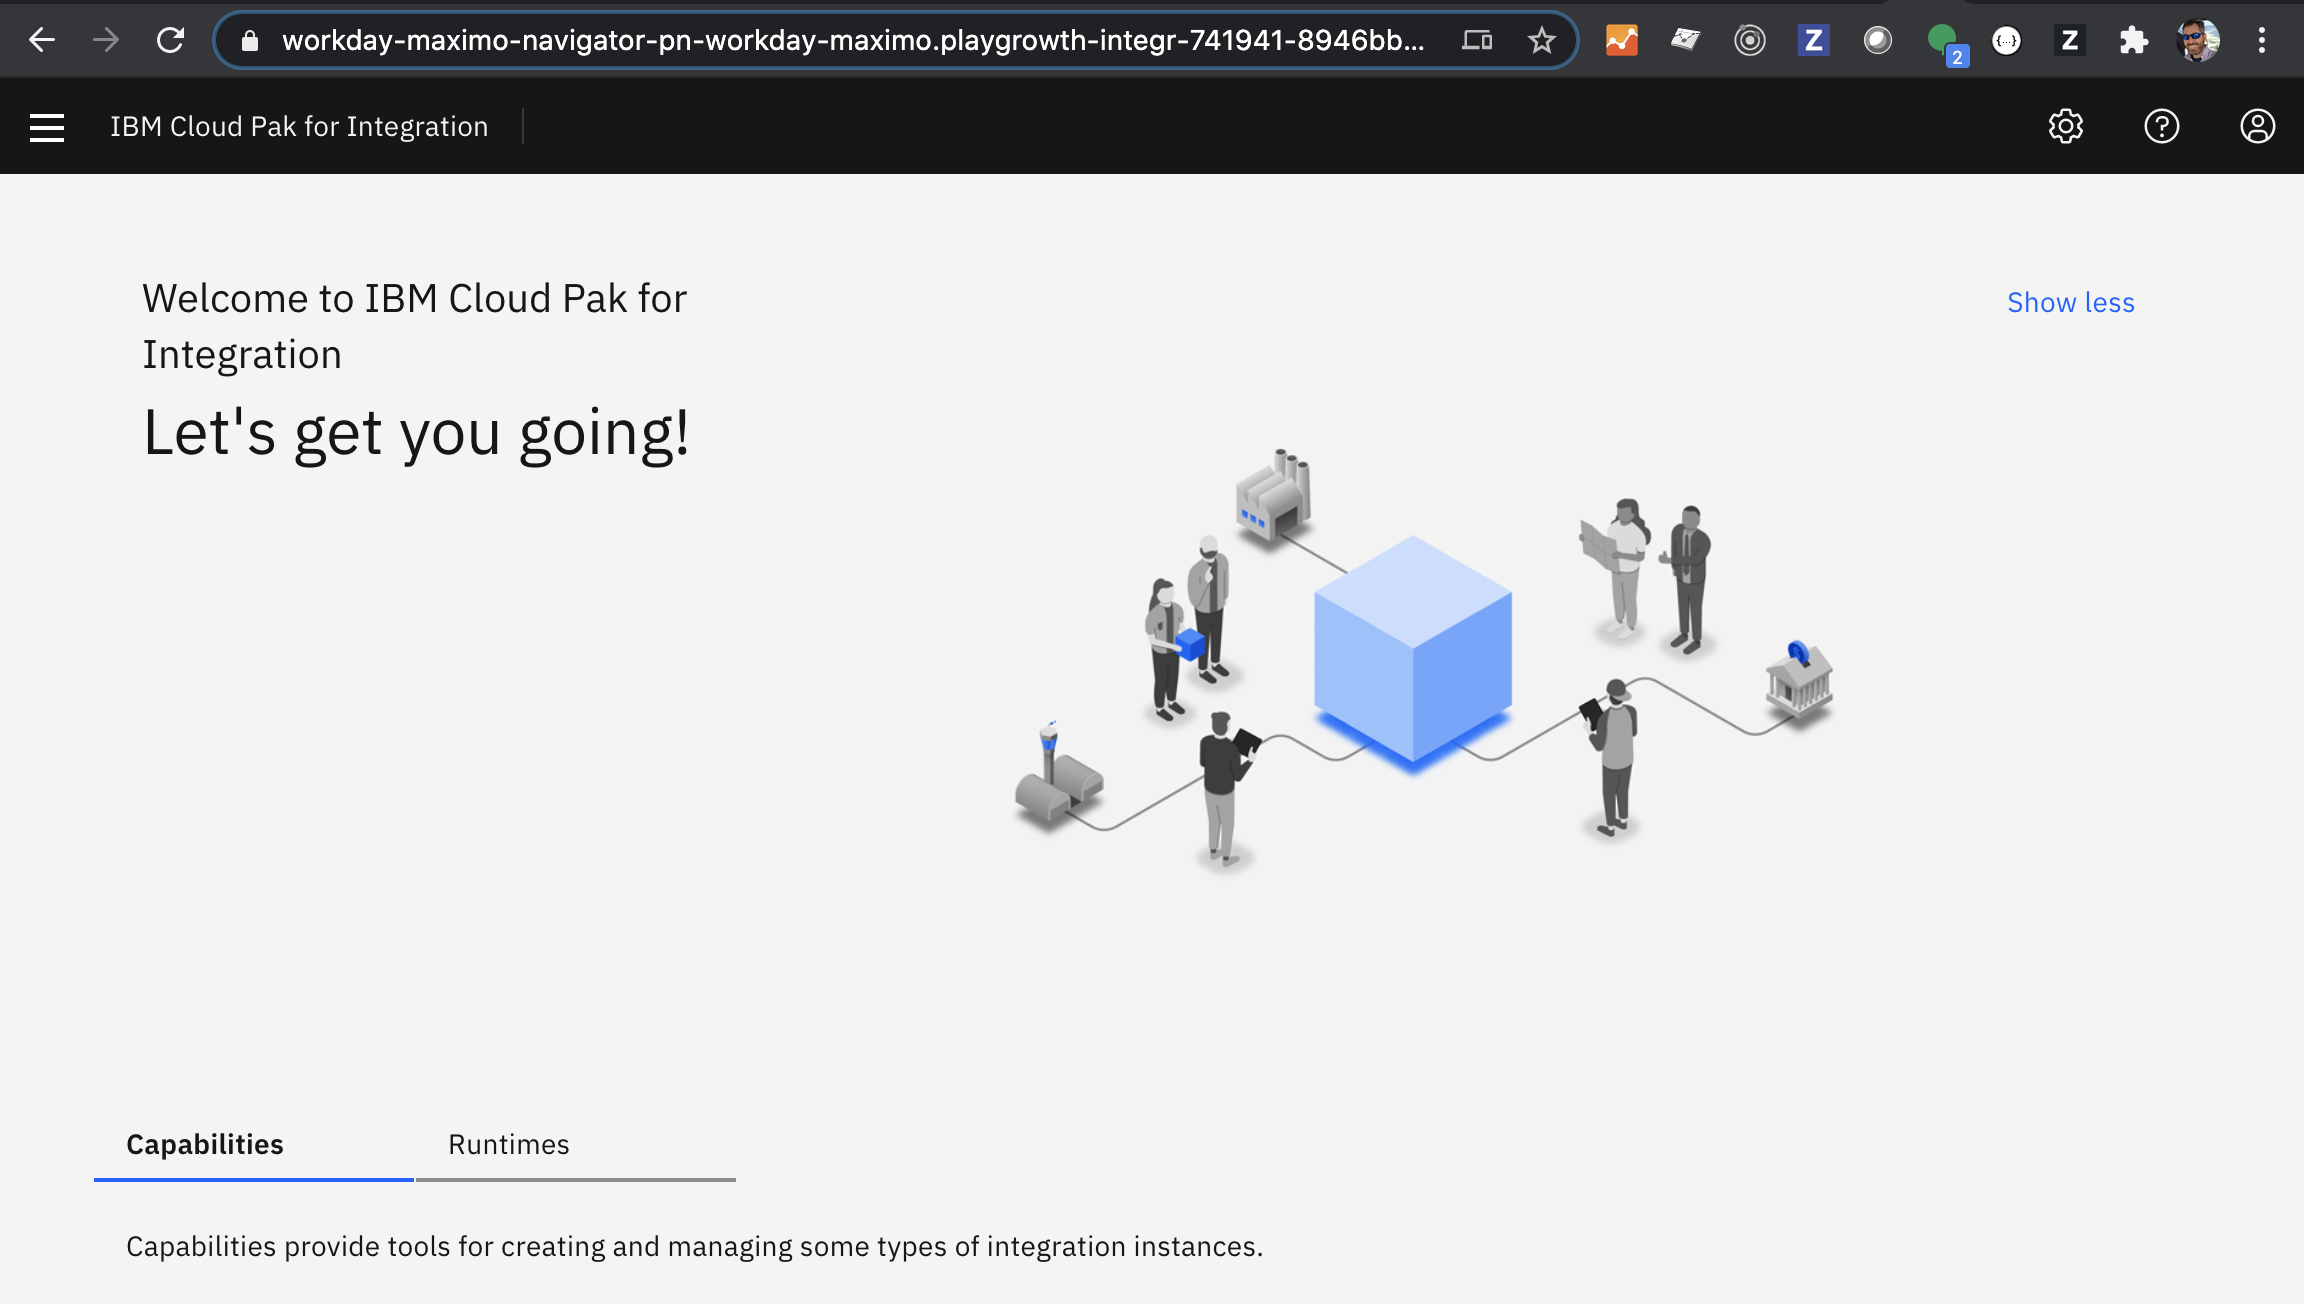 workday-maximo-navigator-pn-workday-maximo.playgrowth-integr-741941-8946bb...
Z
2
{...}
Z
IBM Cloud Pak for Integration
Welcome to IBM Cloud Pak for
Integration
Show less
Let's get you going!
Capabilities
Runtimes
Capabilities provide tools for creating and managing some types of integration instances.